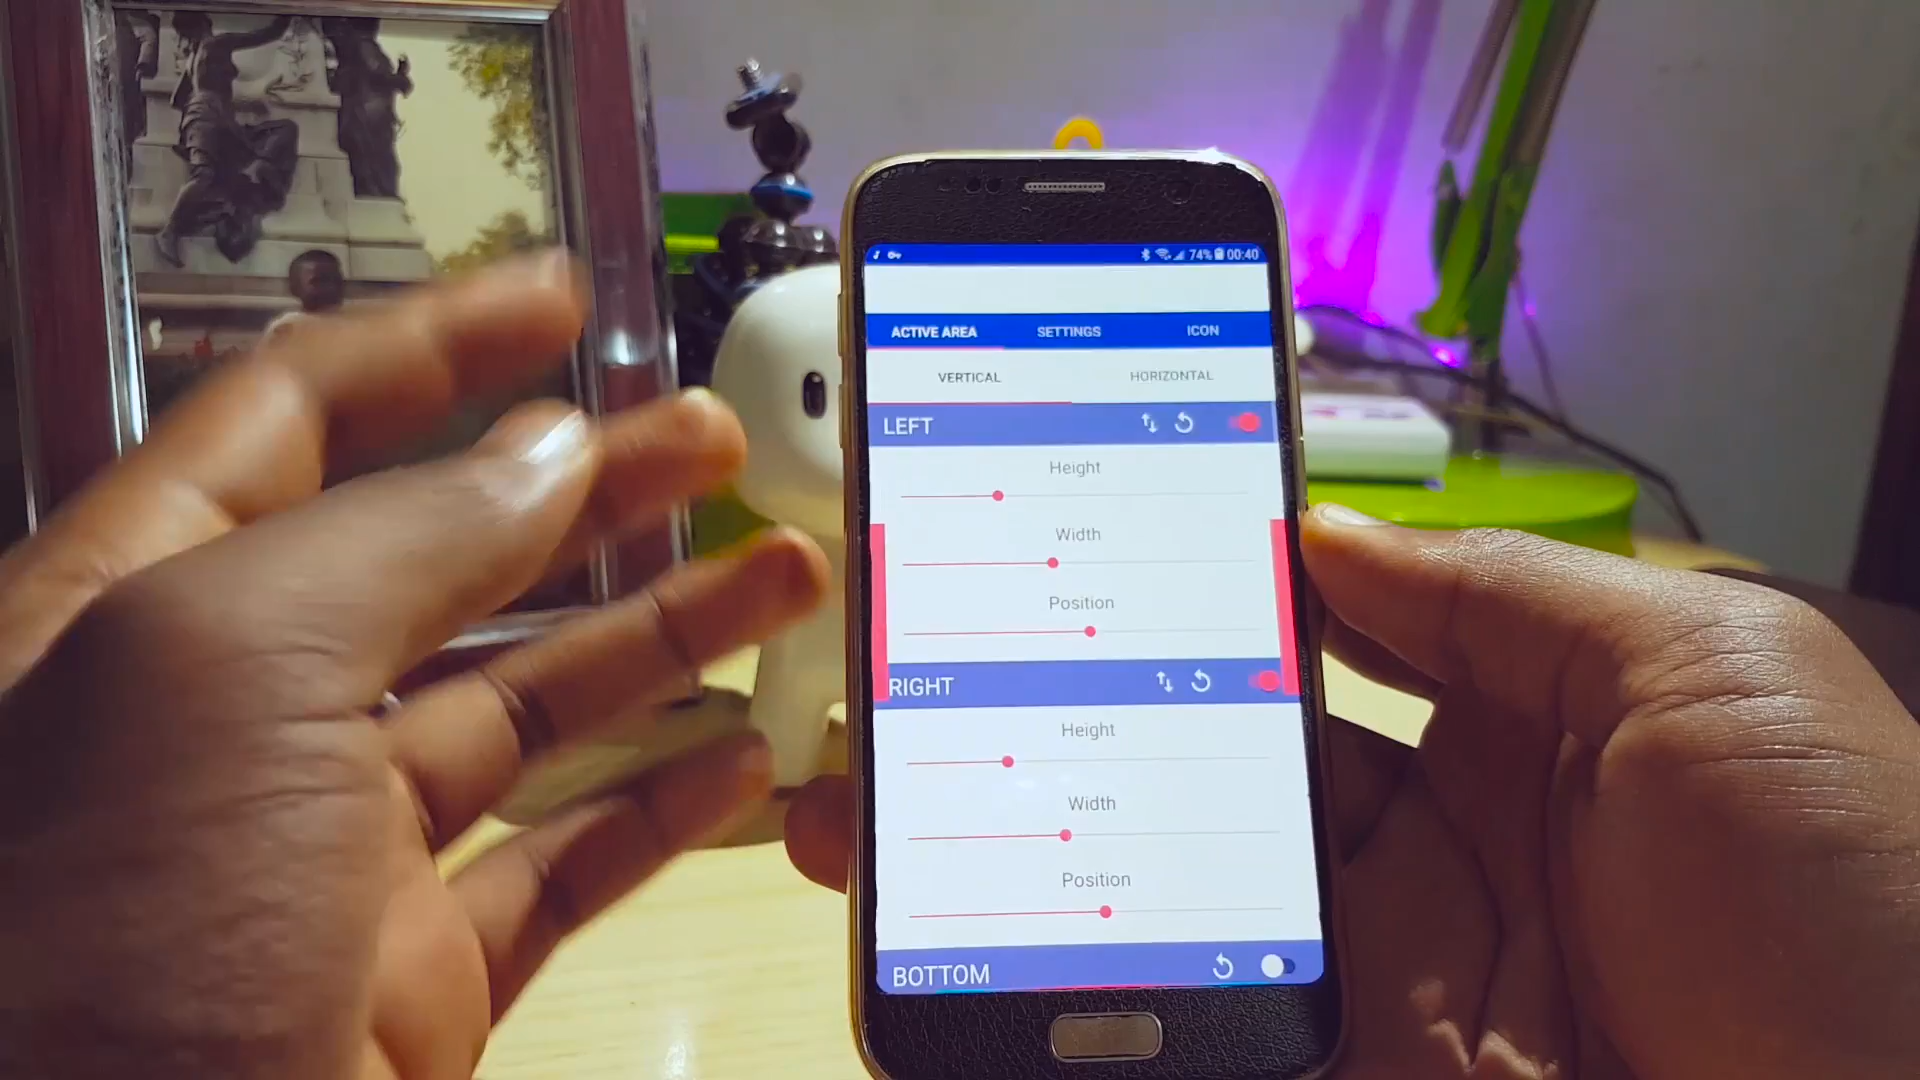 74% 00:40
ACTIVE AREA SETTINGS ICON
VERTICAL HORIZONTAL
LEFT
Height
Width
Position
RIGHT
Height
Width
Position
BOTTOM